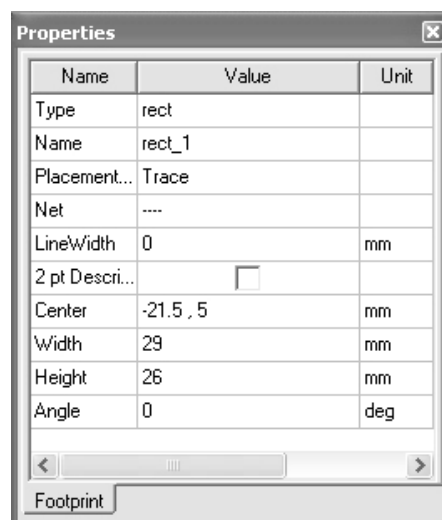 Properties
Name Value Unit
Type rect
Name rect_1
Placement... Trace
Net ----
LineWidth 0 mm
2 pt Descri...
Center -21.5 , 5 mm
Width 29 mm
Height 26 mm
Angle 0 deg
Footprint